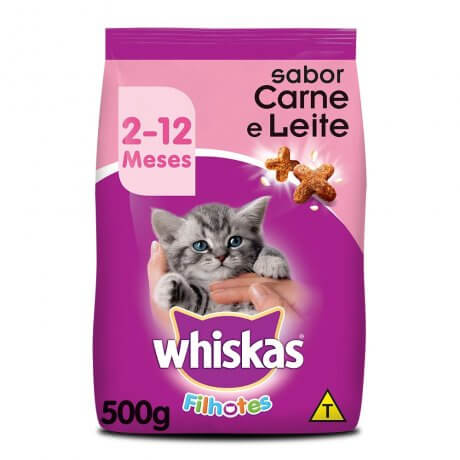 sabor
Carne
e Leite
2-12
Meses
whiskas
Filhotes
500g
T